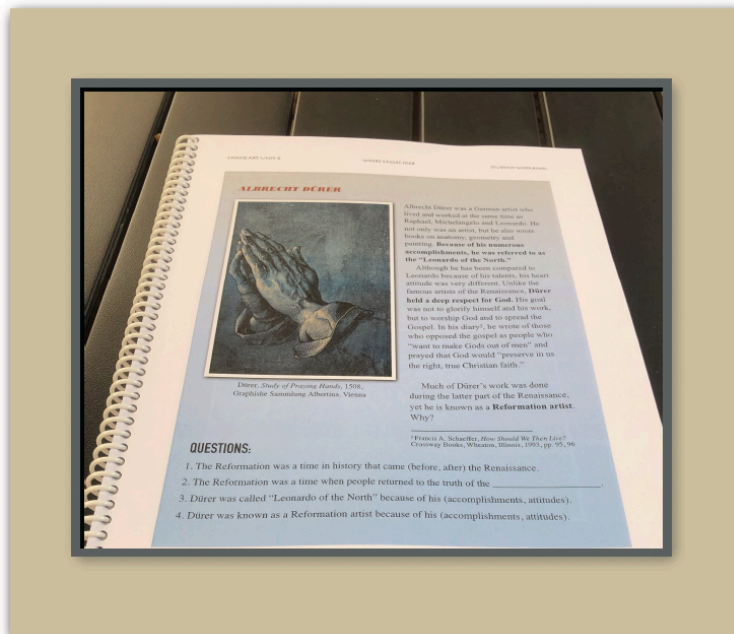 ALBRECHT DÜRER
Albrecht Dürer was a German artist who
lived and worked at the same time as
Raphael, Michelangelo and Leonardo. He
not only was an artist, but he also wrote
books on anatomy, geometry and
painting. Because of his numerous
accomplishments, he was referred to as
the “Leonardo of the North.”
Although he has been compared to
Leonardo because of his talents, his heart
attitude was very different. Unlike the
famous artists of the Renaissance, Dürer
held a deep respect for God. His goal
was not to glorify himself and his work,
but to worship God and to spread the
Gospel. In his diary¹, he wrote of those
who opposed the gospel as people who
“want to make Gods out of men” and
prayed that God would “preserve in us
the right, true Christian faith.”
Dürer, Study of Praying Hands, 1508,
Graphishe Sammlung Albertina, Vienna
Much of Dürer’s work was done
during the latter part of the Renaissance,
yet he is known as a Reformation artist.
Why?
¹ Francis A. Schaeffer, How Should We Then Live?
Crossway Books, Wheaton, Illinois, 1993, pp. 95, 96
QUESTIONS:
1. The Reformation was a time in history that came (before, after) the Renaissance.
2. The Reformation was a time when people returned to the truth of the ____________________.
3. Dürer was called “Leonardo of the North” because of his (accomplishments, attitudes).
4. Dürer was known as a Reformation artist because of his (accomplishments, attitudes).